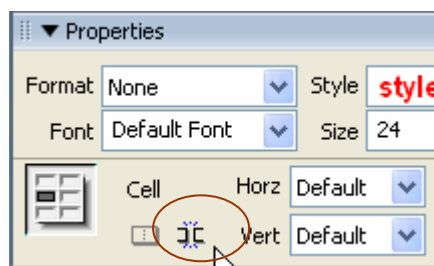 Properties
Format None Style style
Font Default Font Size 24
Cell Horz Default
Vert Default